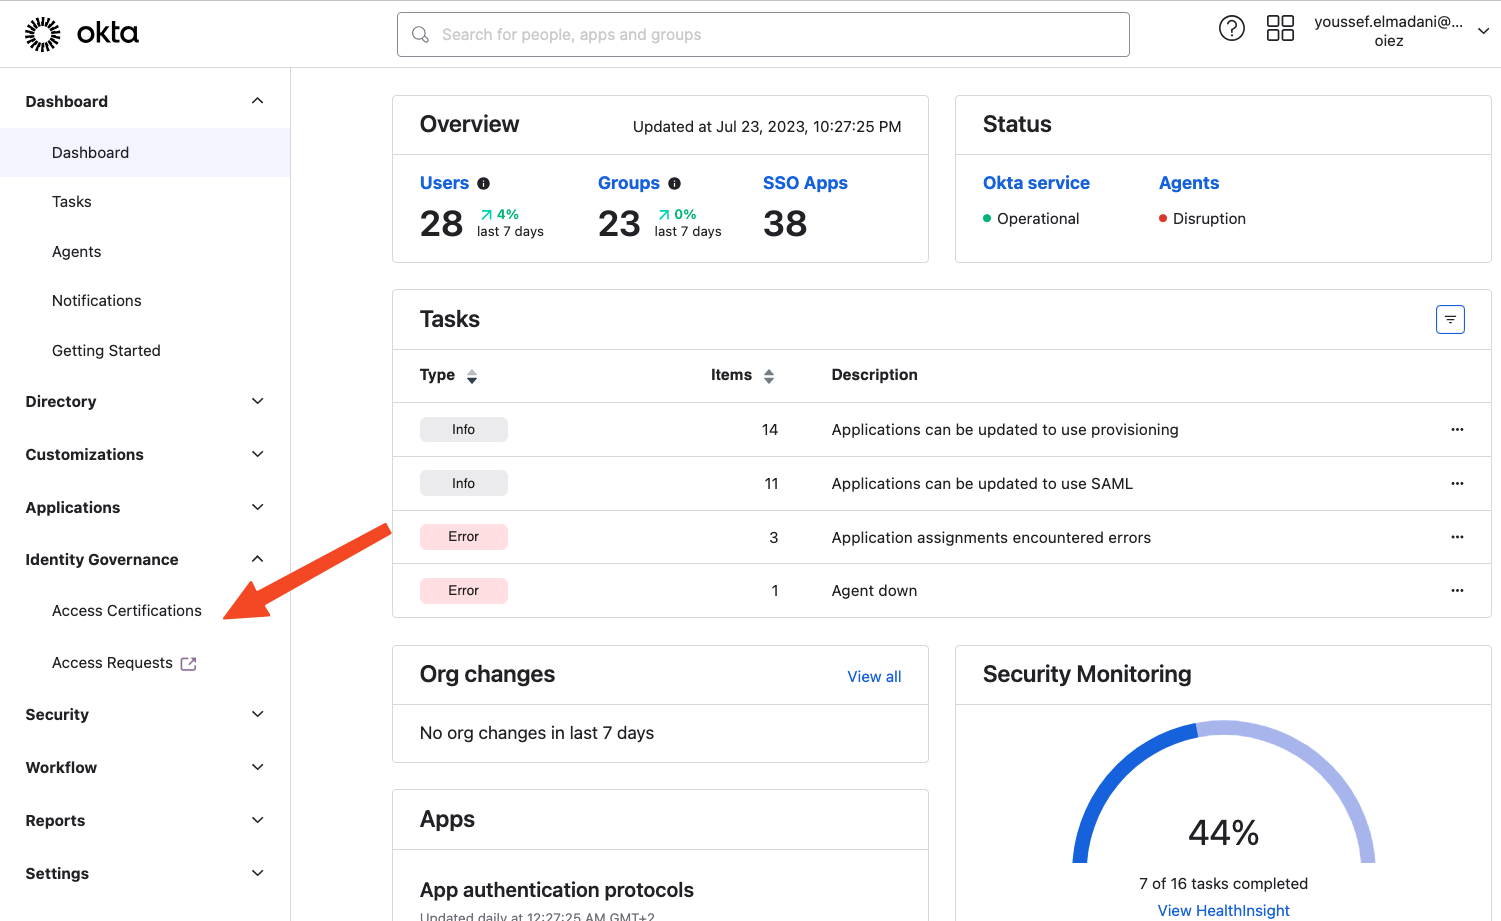 okta
Search for people, apps and groups
youssef.elmadani@...
oiez
Dashboard
Dashboard
Tasks
Agents
Notifications
Getting Started
Directory
Customizations
Applications
Identity Governance
Access Certifications
Access Requests
Security
Workflow
Reports
Settings
Overview
Updated at Jul 23, 2023, 10:27:25 PM
Users
28
4%
last 7 days
Groups
23
0%
last 7 days
SSO Apps
38
Status
Okta service
Operational
Agents
Disruption
Tasks
Type Items Description
Info 14 Applications can be updated to use provisioning
Info 11 Applications can be updated to use SAML
Error 3 Application assignments encountered errors
Error 1 Agent down
Org changes
View all
No org changes in last 7 days
Apps
App authentication protocols
Updated daily at 12:27:25 AM GMT+2
Security Monitoring
44%
7 of 16 tasks completed
View HealthInsight